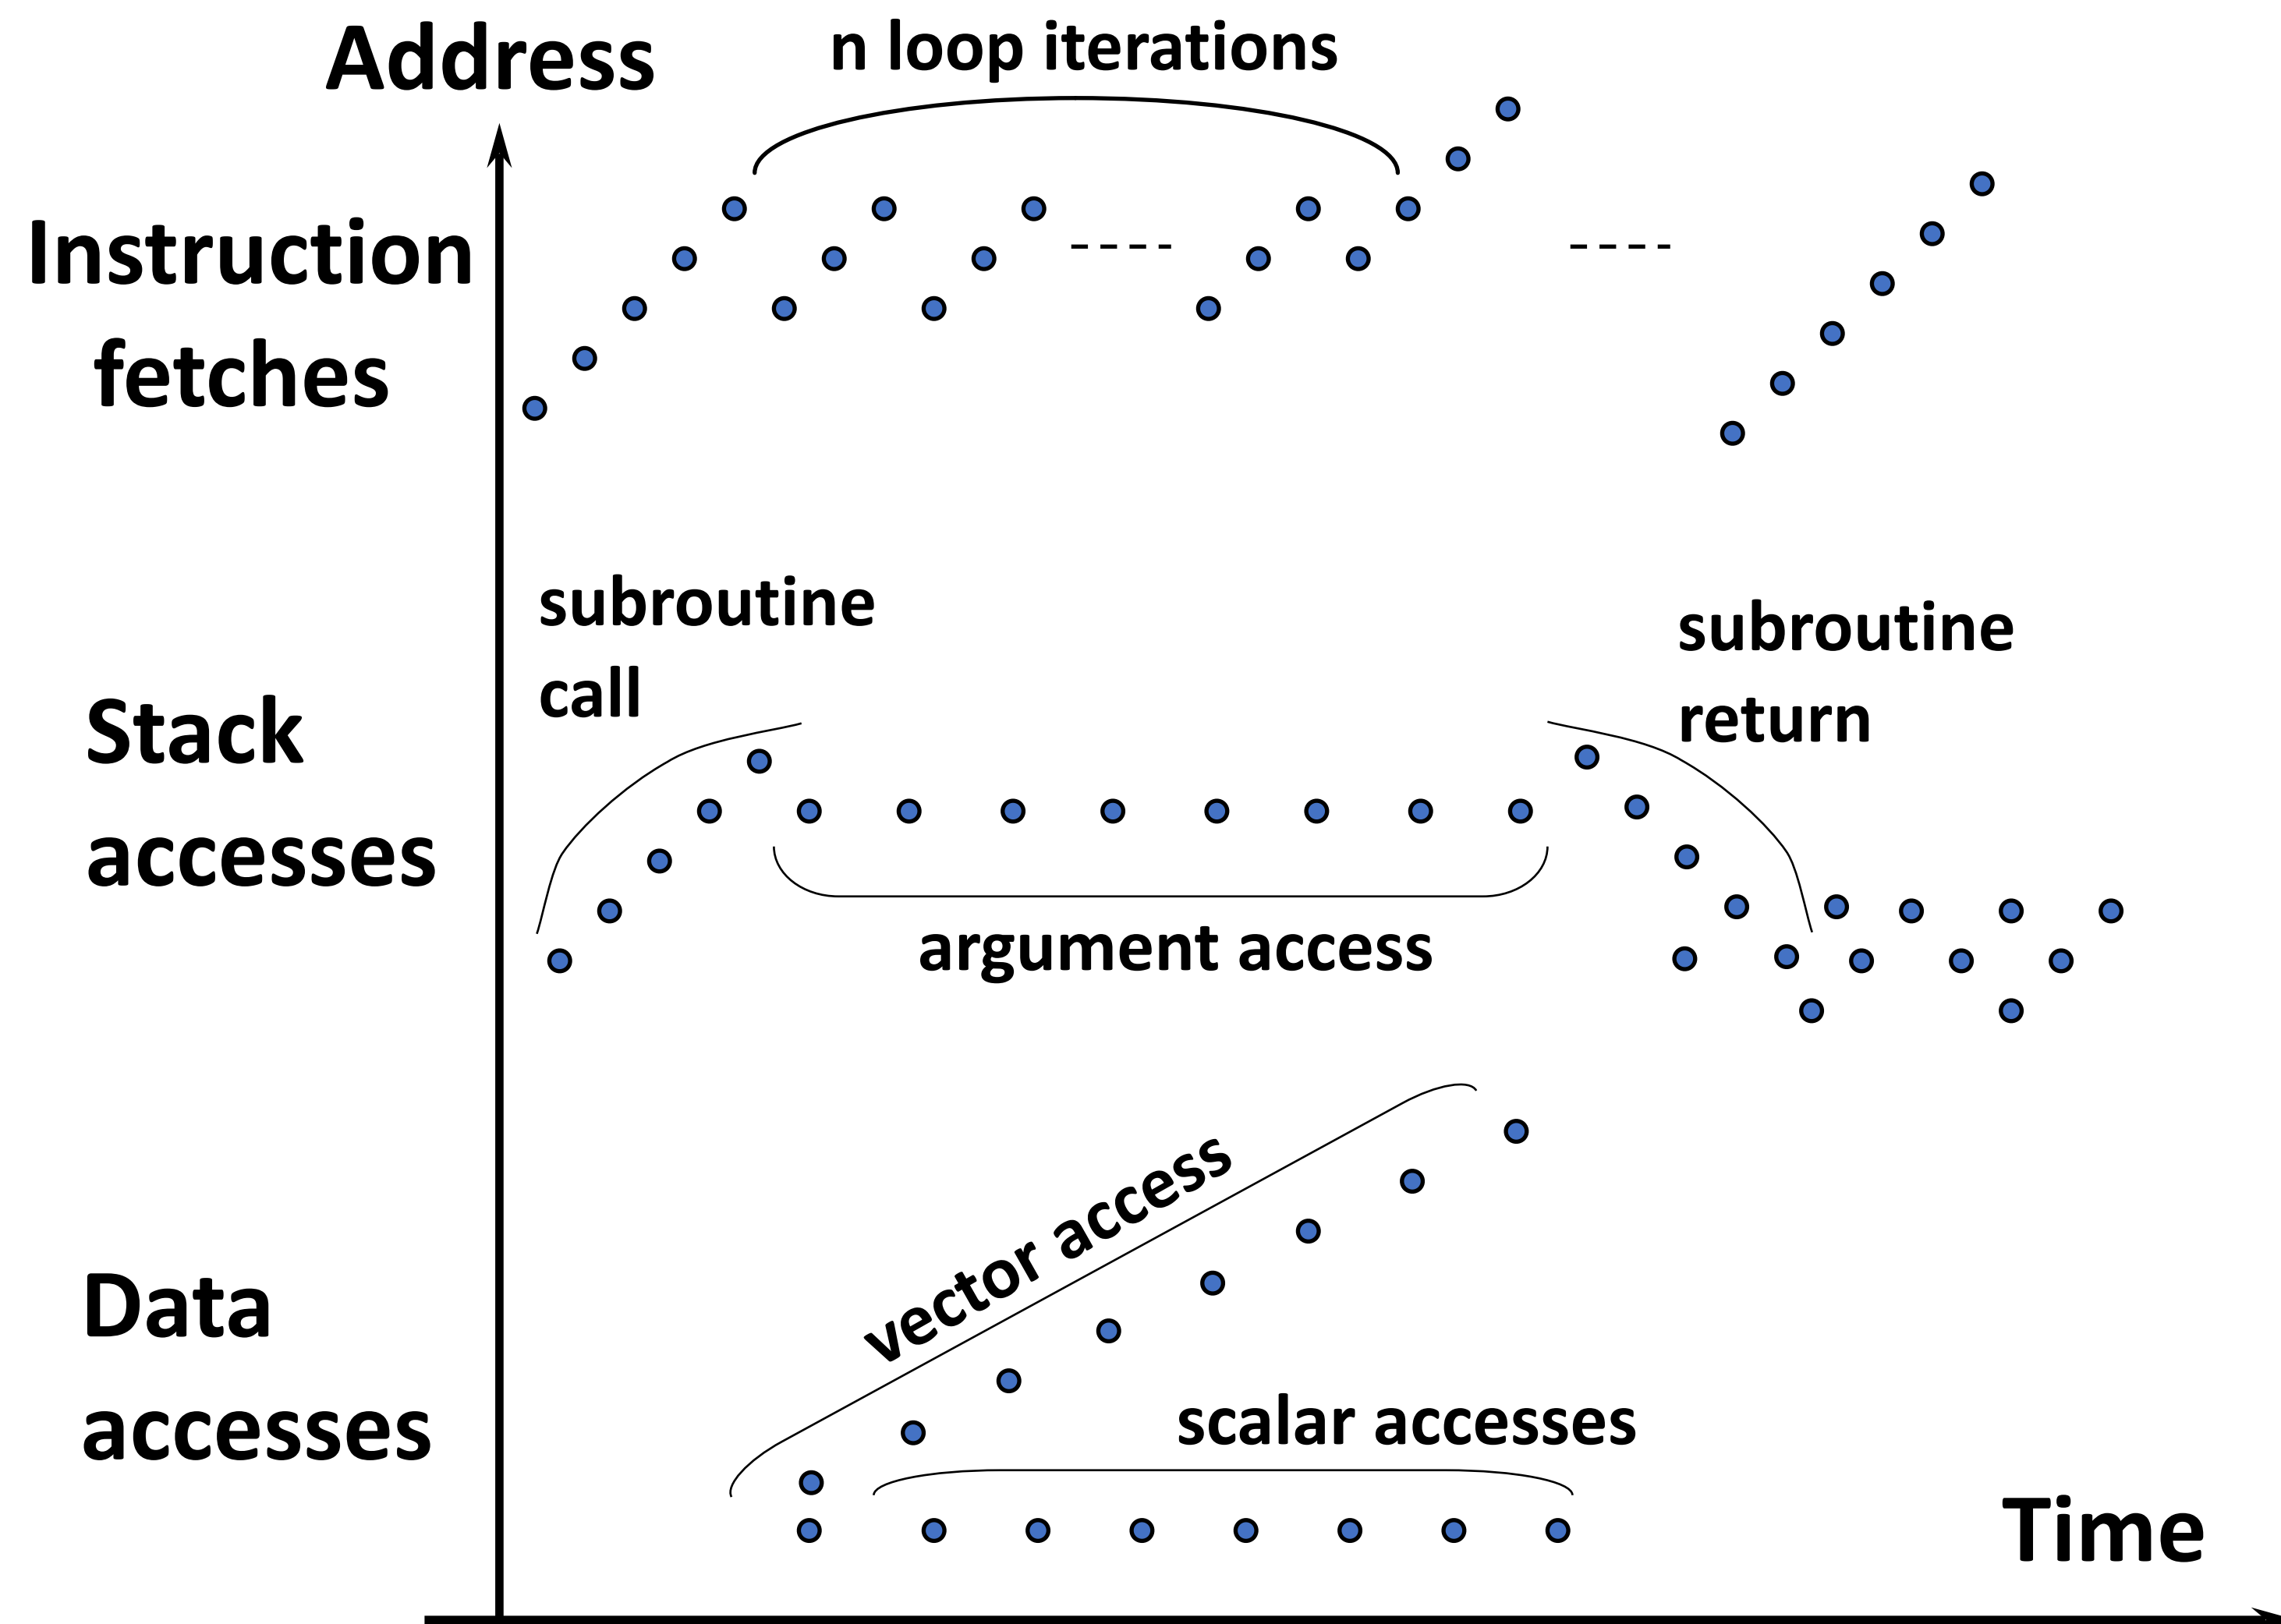 Address
n loop iterations
Instruction
fetches
subroutine
call
subroutine
return
Stack
accesses
argument access
vector access
Data
accesses
scalar accesses
Time